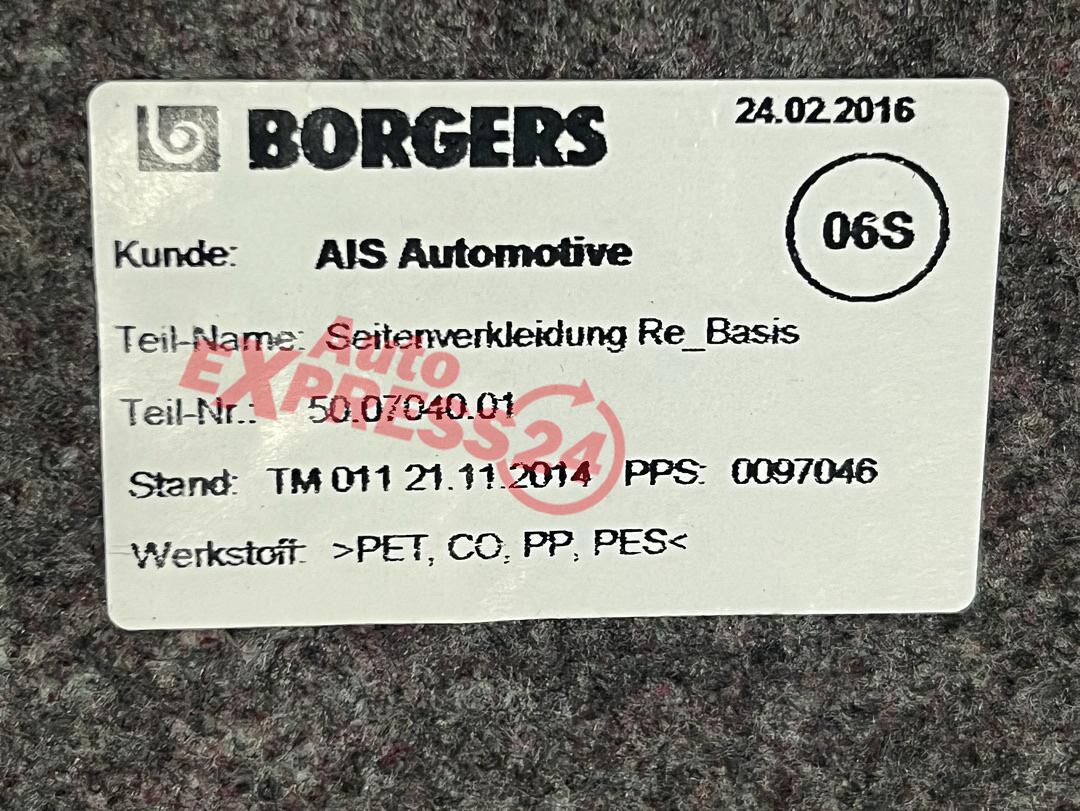 BORGERS
24.02.2016
06S
Kunde: AIS Automotive
Teil-Name: Seitenverkleidung Re_Basis
Teil-Nr.: 50.07040.01
Stand: TM 011 21.11.2014 PPS: 0097046
Werkstoff: >PET, CO, PP, PES<
Auto
EXPRESS24